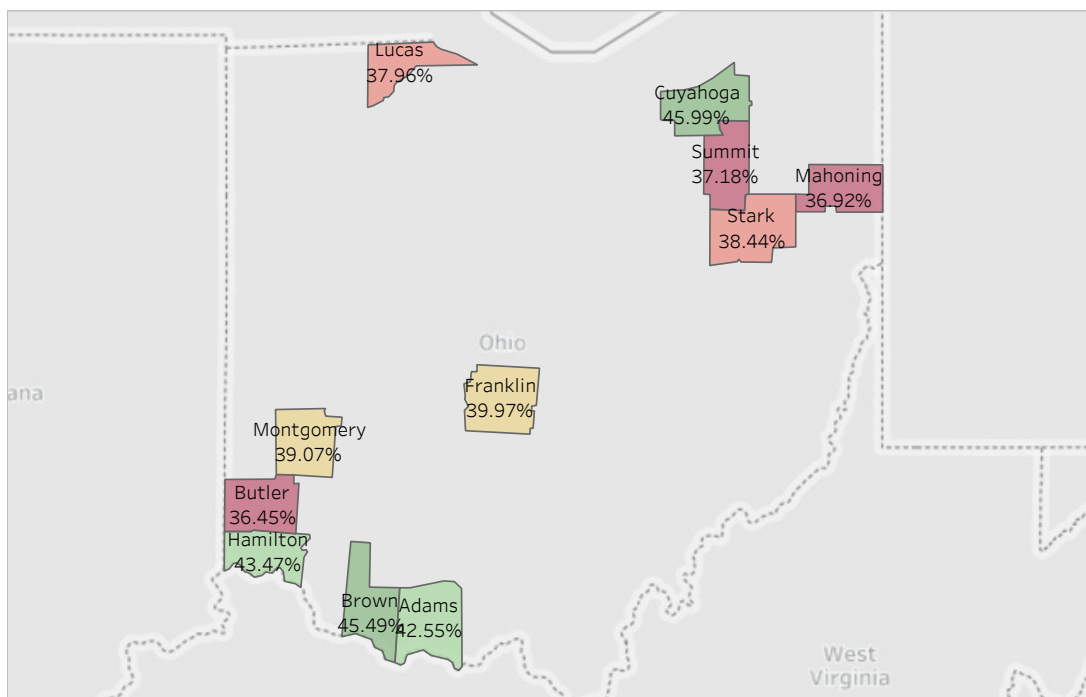 Lucas
37.96%
Cuyahoga
45.99%
Summit
37.18%
Mahoning
36.92%
Stark
38.44%
Ohio
Franklin
39.97%
ana
Montgomery
39.07%
Butler
36.45%
Hamilton
43.47%
Brown
45.49%
Adams
42.55%
West
Virginia